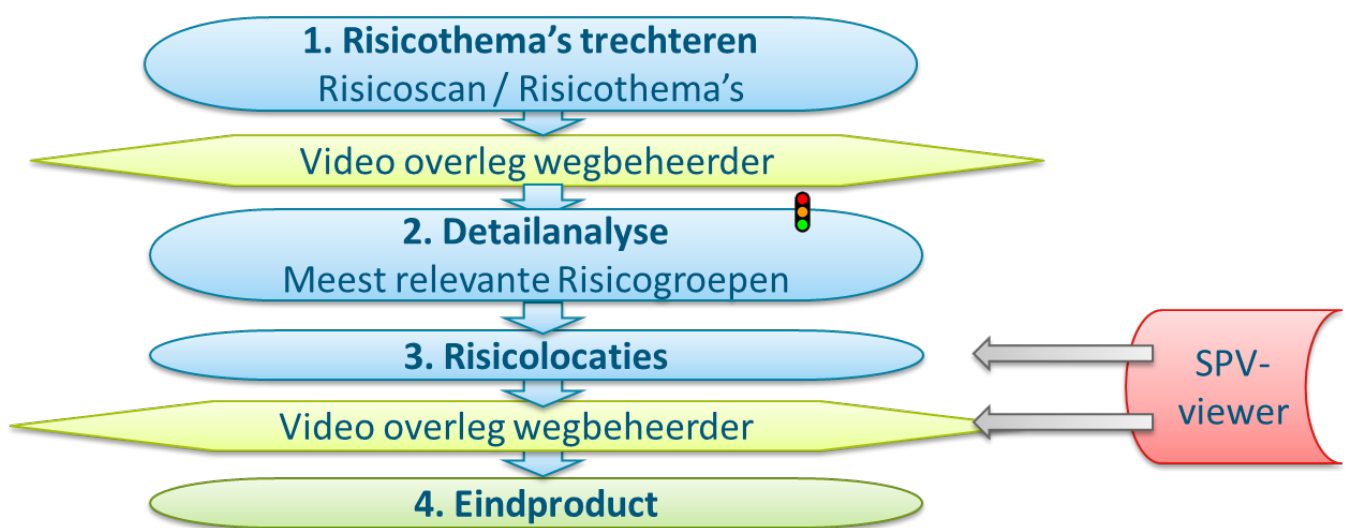 1. Risicothema's trechteren
Risicoscan / Risicothema's
Video overleg wegbeheerder
2. Detailanalyse
Meest relevante Risicogroepen
3. Risicolocaties
Video overleg wegbeheerder
4. Eindproduct
SPV-
viewer